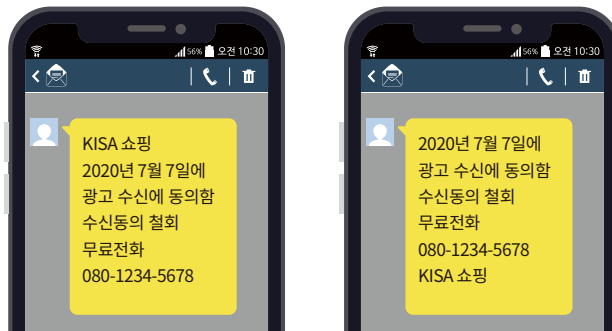 56% 오전 10:30
KISA 쇼핑
2020년 7월 7일에
광고 수신에 동의함
수신동의 철회
무료전화
080-1234-5678
56% 오전 10:30
2020년 7월 7일에
광고 수신에 동의함
수신동의 철회
무료전화
080-1234-5678
KISA 쇼핑